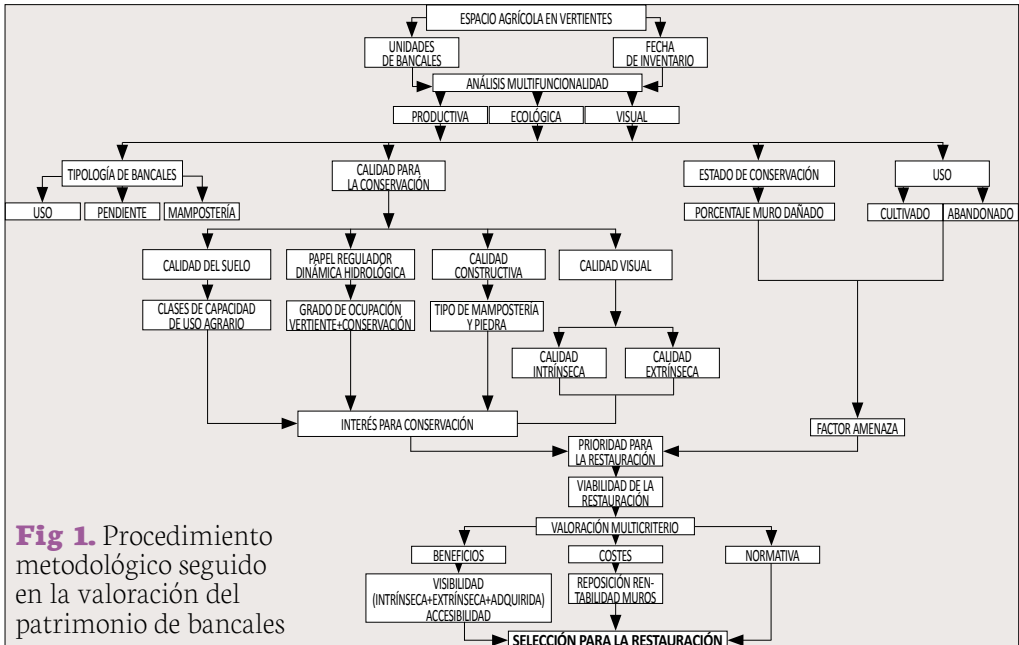 ESPACIO AGRÍCOLA EN VERTIENTES
UNIDADES
DE BANCALES
FECHA
DE INVENTARIO
ANÁLISIS MULTIFUNCIONALIDAD
PRODUCTIVA
ECOLÓGICA
VISUAL
TIPOLOGÍA DE BANCALES
CALIDAD PARA
LA CONSERVACIÓN
ESTADO DE CONSERVACIÓN
USO
USO
PENDIENTE
MAMPOSTERÍA
PORCENTAJE MURO DAÑADO
CULTIVADO
ABANDONADO
CALIDAD DEL SUELO
PAPEL REGULADOR
DINÁMICA HIDROLÓGICA
CALIDAD
CONSTRUCTIVA
CALIDAD VISUAL
CLASES DE CAPACIDAD
DE USO AGRARIO
GRADO DE OCUPACIÓN
VERTIENTE+CONSERVACIÓN
TIPO DE MAMPOSTERÍA
Y PIEDRA
CALIDAD
INTRÍNSECA
CALIDAD
EXTRÍNSECA
INTERÉS PARA CONSERVACIÓN
FACTOR AMENAZA
PRIORIDAD PARA
LA RESTAURACIÓN
VIABILIDAD DE LA
RESTAURACIÓN
VALORACIÓN MULTICRITERIO
BENEFICIOS
COSTES
NORMATIVA
VISIBILIDAD
(INTRÍNSECA+EXTRÍNSECA+ADQUIRIDA)
ACCESIBILIDAD
REPOSICIÓN REN-
TABILIDAD MUROS
SELECCIÓN PARA LA RESTAURACIÓN
Fig 1. Procedimiento
metodológico seguido
en la valoración del
patrimonio de bancales